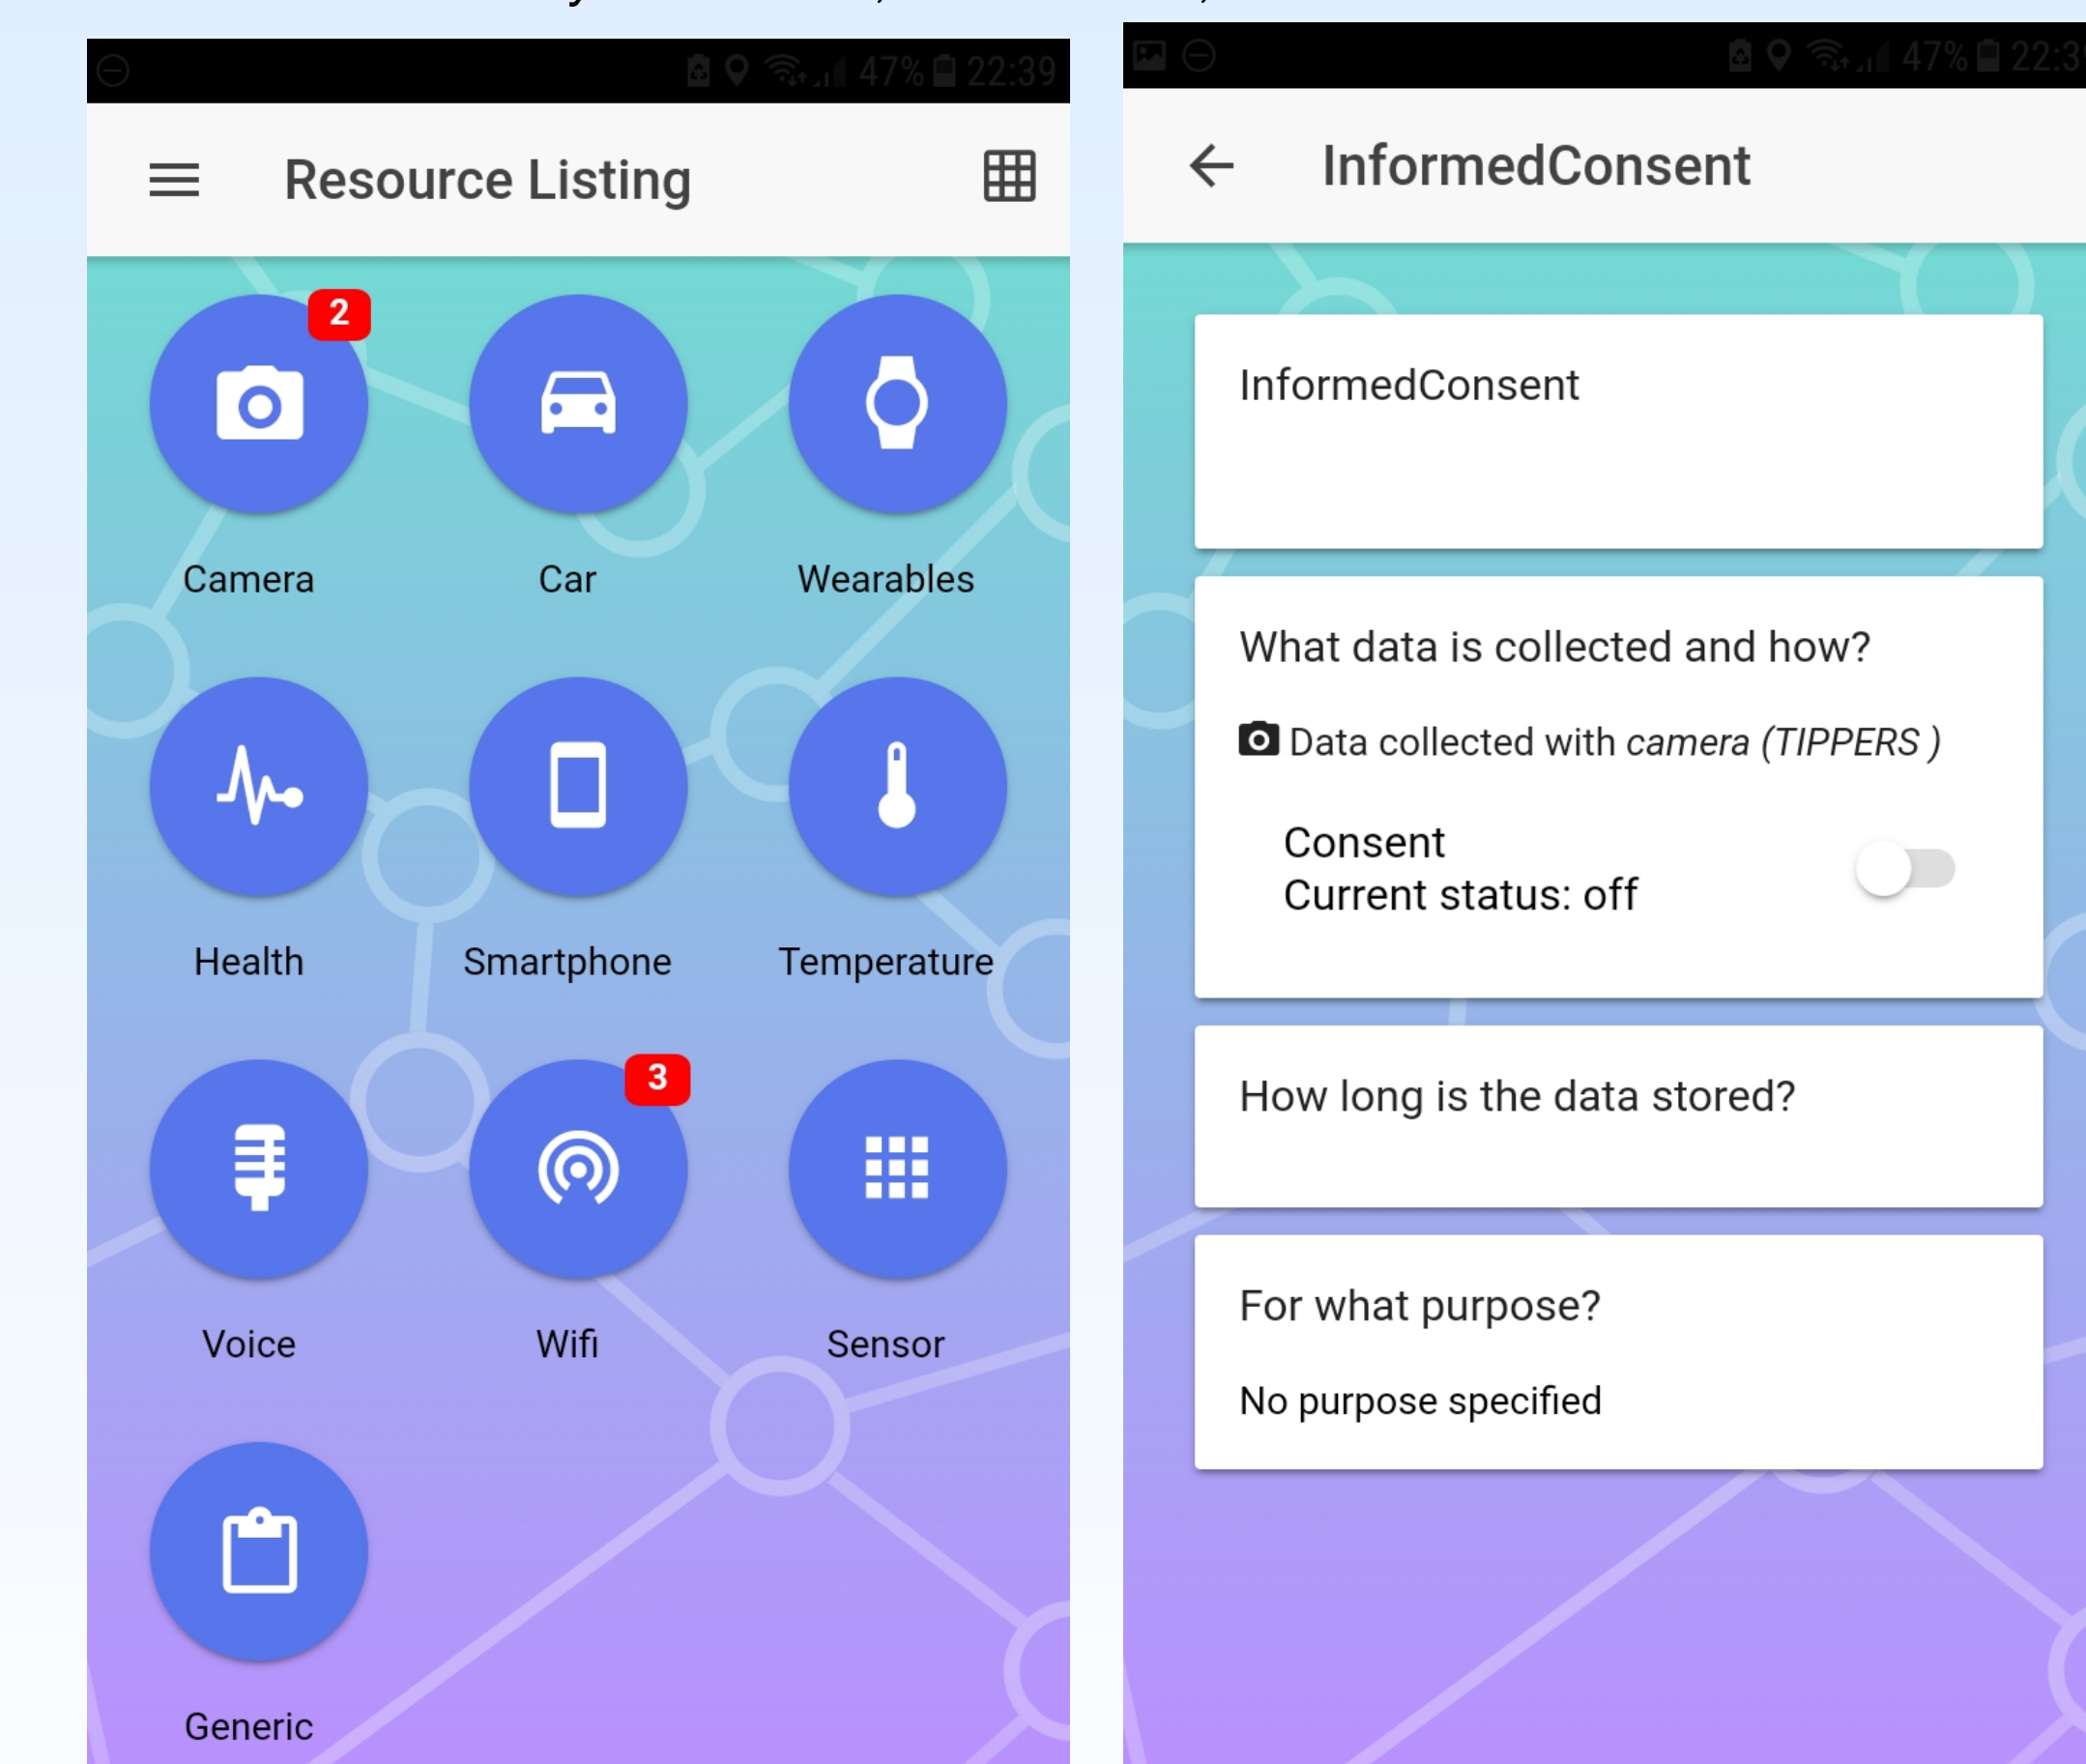 47% 22:39
Resource Listing
2
Camera Car Wearables
Health Smartphone Temperature
3
Voice Wifi Sensor
Generic
47%
InformedConsent
InformedConsent
What data is collected and how?
Data collected with camera (TIPPERS )
Consent
Current status: off
How long is the data stored?
For what purpose?
No purpose specified